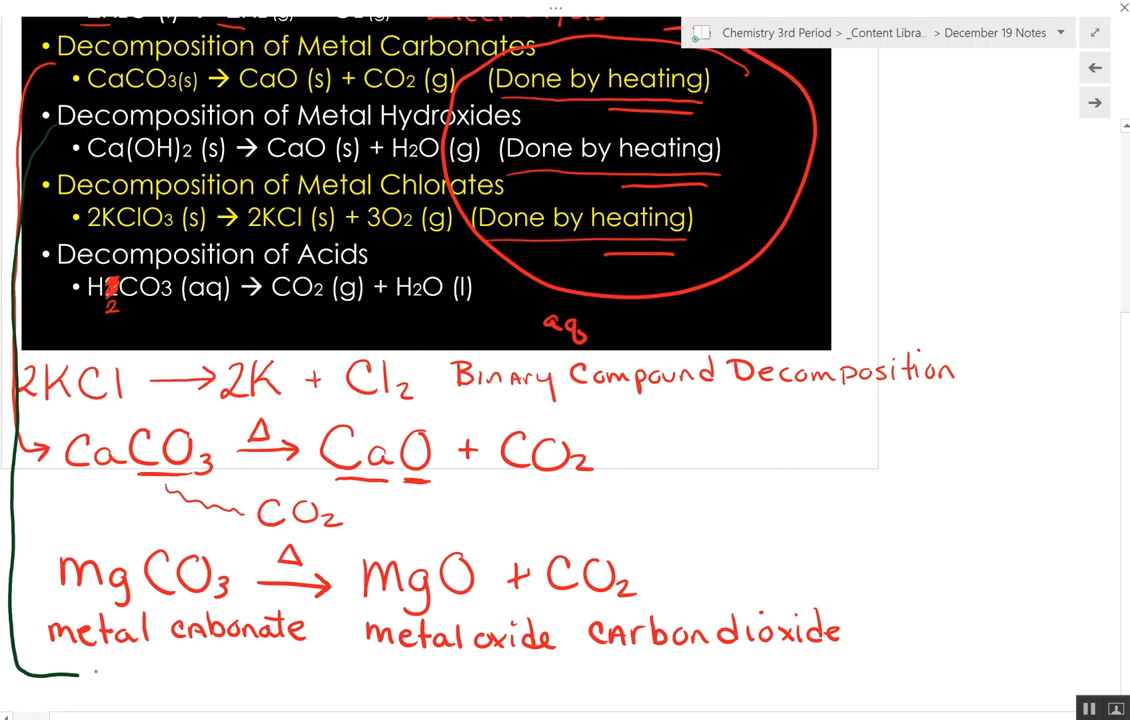 Chemistry 3rd Period > _Content Libra... > December 19 Notes
• Decomposition of Metal Carbonates
• CaCO3(s) → CaO (s) + CO2 (g) (Done by heating)
• Decomposition of Metal Hydroxides
• Ca(OH)2 (s) → CaO (s) + H2O (g) (Done by heating)
• Decomposition of Metal Chlorates
• 2KClO3 (s) → 2KCl (s) + 3O2 (g) (Done by heating)
• Decomposition of Acids
• H2CO3 (aq) → CO2 (g) + H2O (l)
2
aq
2KCl → 2K + Cl2 Binary Compound Decomposition
CaCO3 Δ→ CaO + CO2
CO2
mgCO3 Δ→ MgO + CO2
metal cabonate metal oxide carbon dioxide